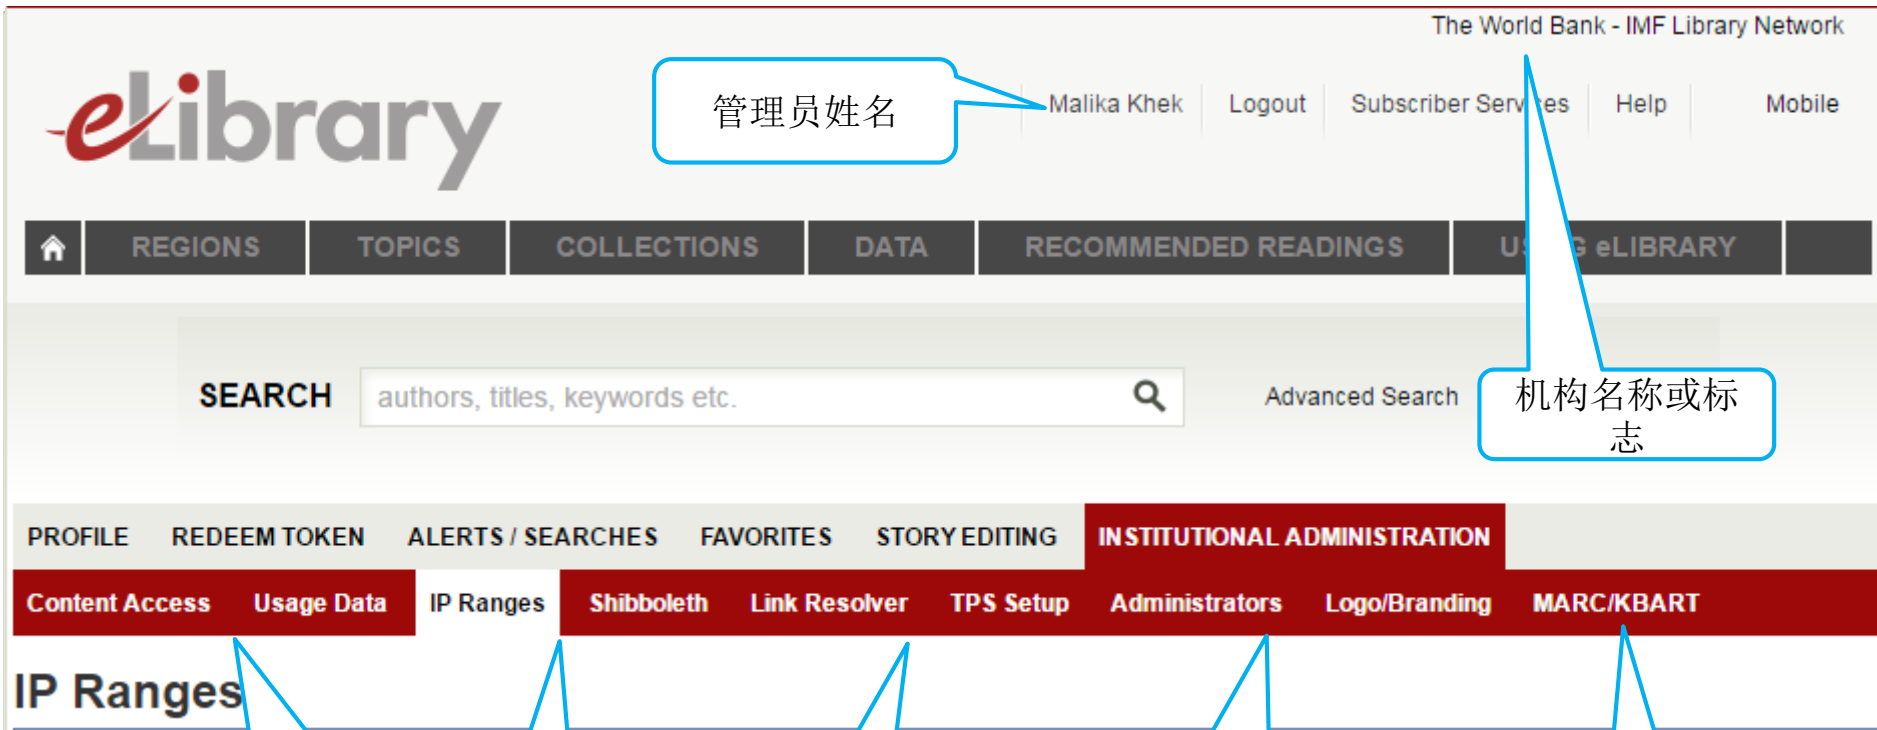 The World Bank - IMF Library Network
eLibrary
管理员姓名
Malika Khek Logout Subscriber Services Help Mobile
REGIONS TOPICS COLLECTIONS DATA RECOMMENDED READINGS USING eLIBRARY
SEARCH authors, titles, keywords etc. Advanced Search
机构名称或标
志
PROFILE REDEEM TOKEN ALERTS / SEARCHES FAVORITES STORY EDITING INSTITUTIONAL ADMINISTRATION
Content Access Usage Data IP Ranges Shibboleth Link Resolver TPS Setup Administrators Logo/Branding MARC/KBART
IP Ranges